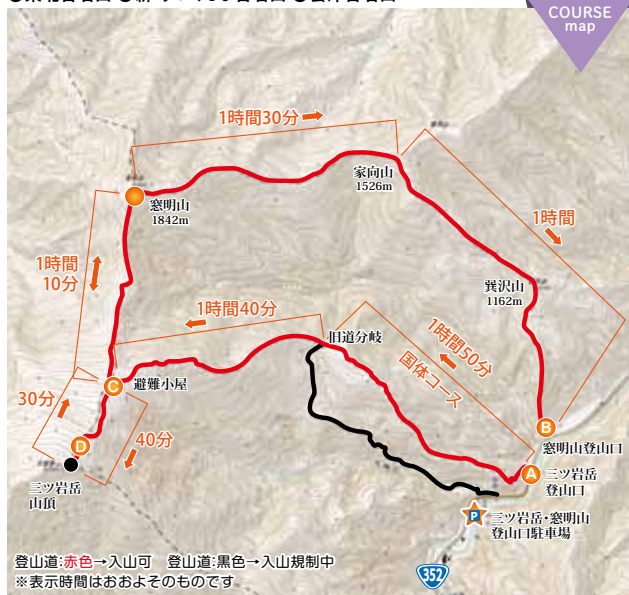 COURSE
map
1時間30分
家向山
1526m
窓明山
1842m
1時間
1時間
10分
巽沢山
1162m
1時間40分
旧道分岐
1時間50分
国体コース
避難小屋
C
30分
40分
D
三ツ岩岳
山頂
B
窓明山登山口
A
三ツ岩岳
登山口
P
三ツ岩岳・窓明山
登山口駐車場
352
登山道:赤色→入山可 登山道:黒色→入山規制中
※表示時間はおおよそのものです